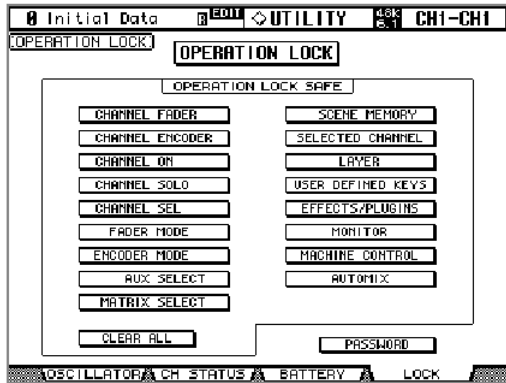 0 Initial Data EDIT UTILITY 48k 6.1 CH1-CH1
OPERATION LOCK
OPERATION LOCK
OPERATION LOCK SAFE
CHANNEL FADER SCENE MEMORY
CHANNEL ENCODER SELECTED CHANNEL
CHANNEL ON LAYER
CHANNEL SOLO USER DEFINED KEYS
CHANNEL SEL EFFECTS/PLUGINS
FADER MODE MONITOR
ENCODER MODE MACHINE CONTROL
AUX SELECT AUTOMIX
MATRIX SELECT
CLEAR ALL PASSWORD
OSCILLATOR CH STATUS BATTERY LOCK